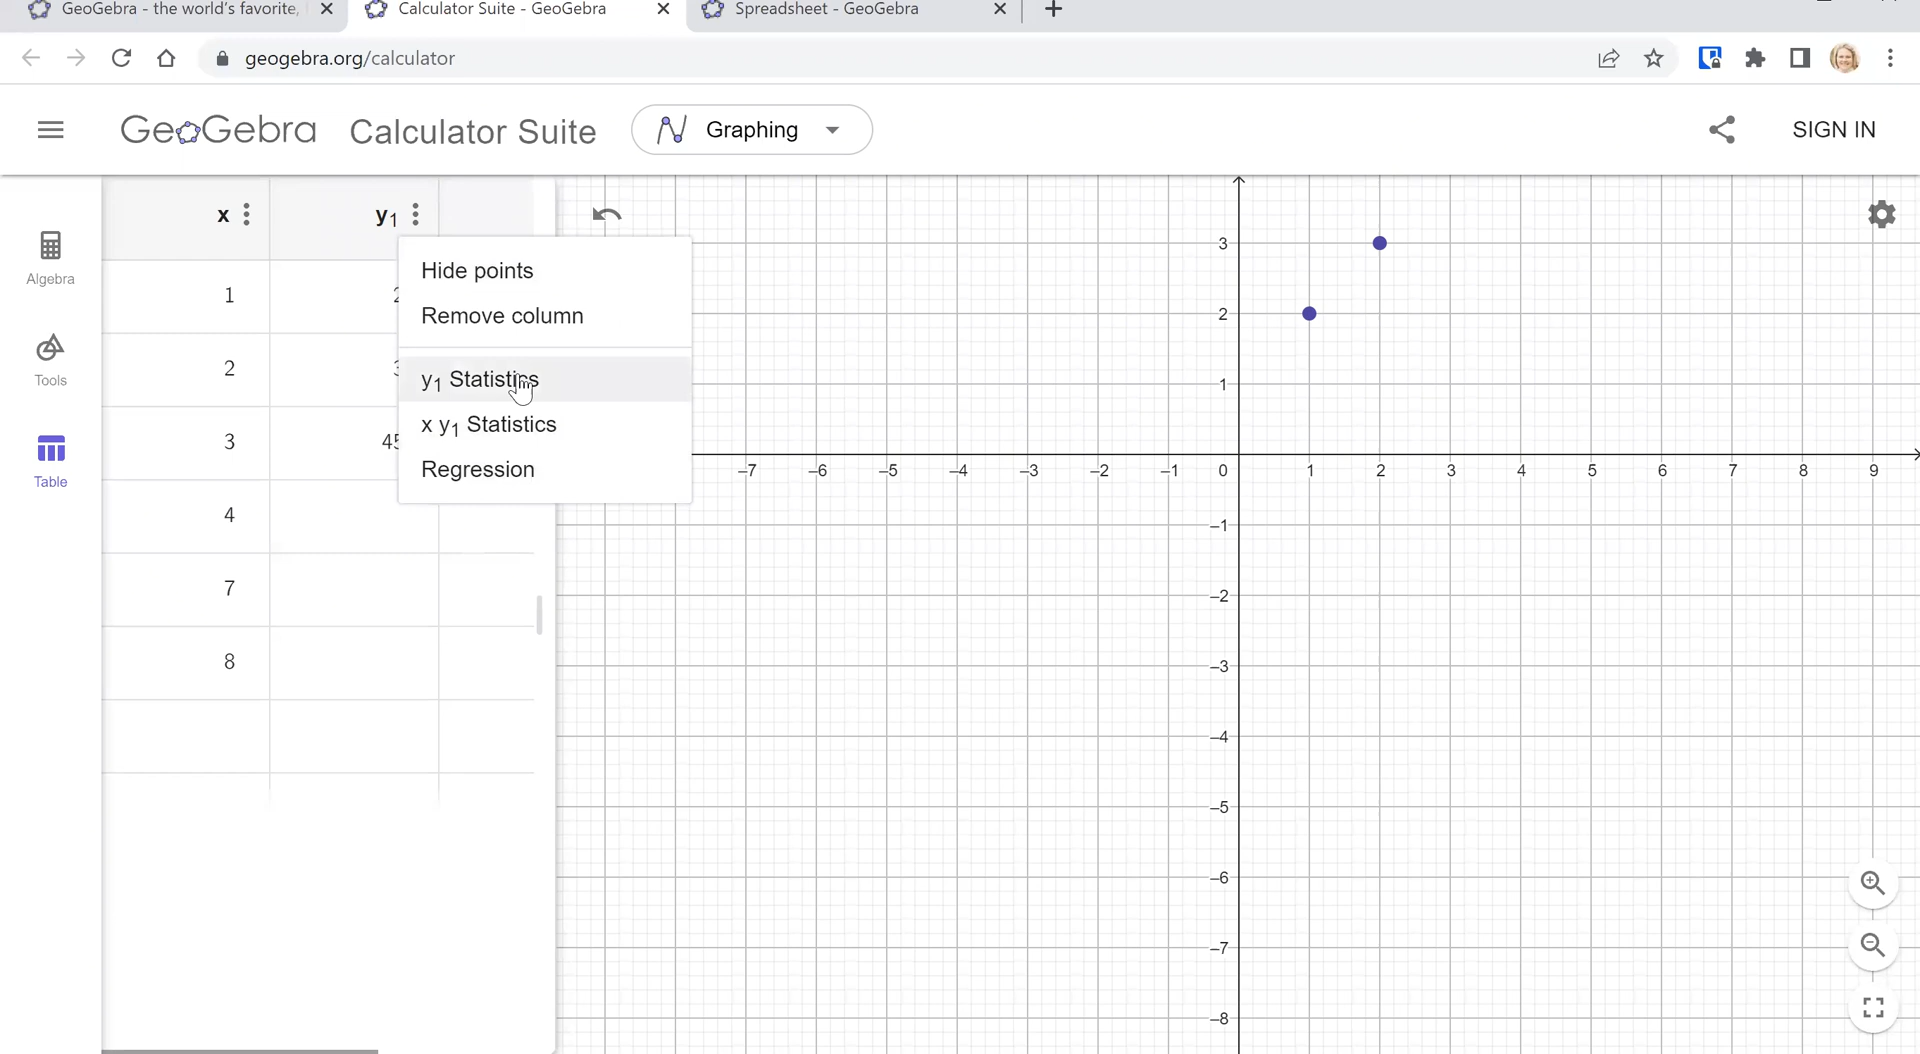 GeoGebra - the world's favorite,
Calculator Suite - GeoGebra
Spreadsheet - GeoGebra
geogebra.org/calculator
GeoGebra Calculator Suite
Graphing
SIGN IN
Algebra
Tools
Table
x
y₁
1
2
2
3
3
45
4
7
8
Hide points
Remove column
y₁ Statistics
x y₁ Statistics
Regression
3
2
1
–7 –6 –5 –4 –3 –2 –1 0 1 2 3 4 5 6 7 8 9
–1
–2
–3
–4
–5
–6
–7
–8